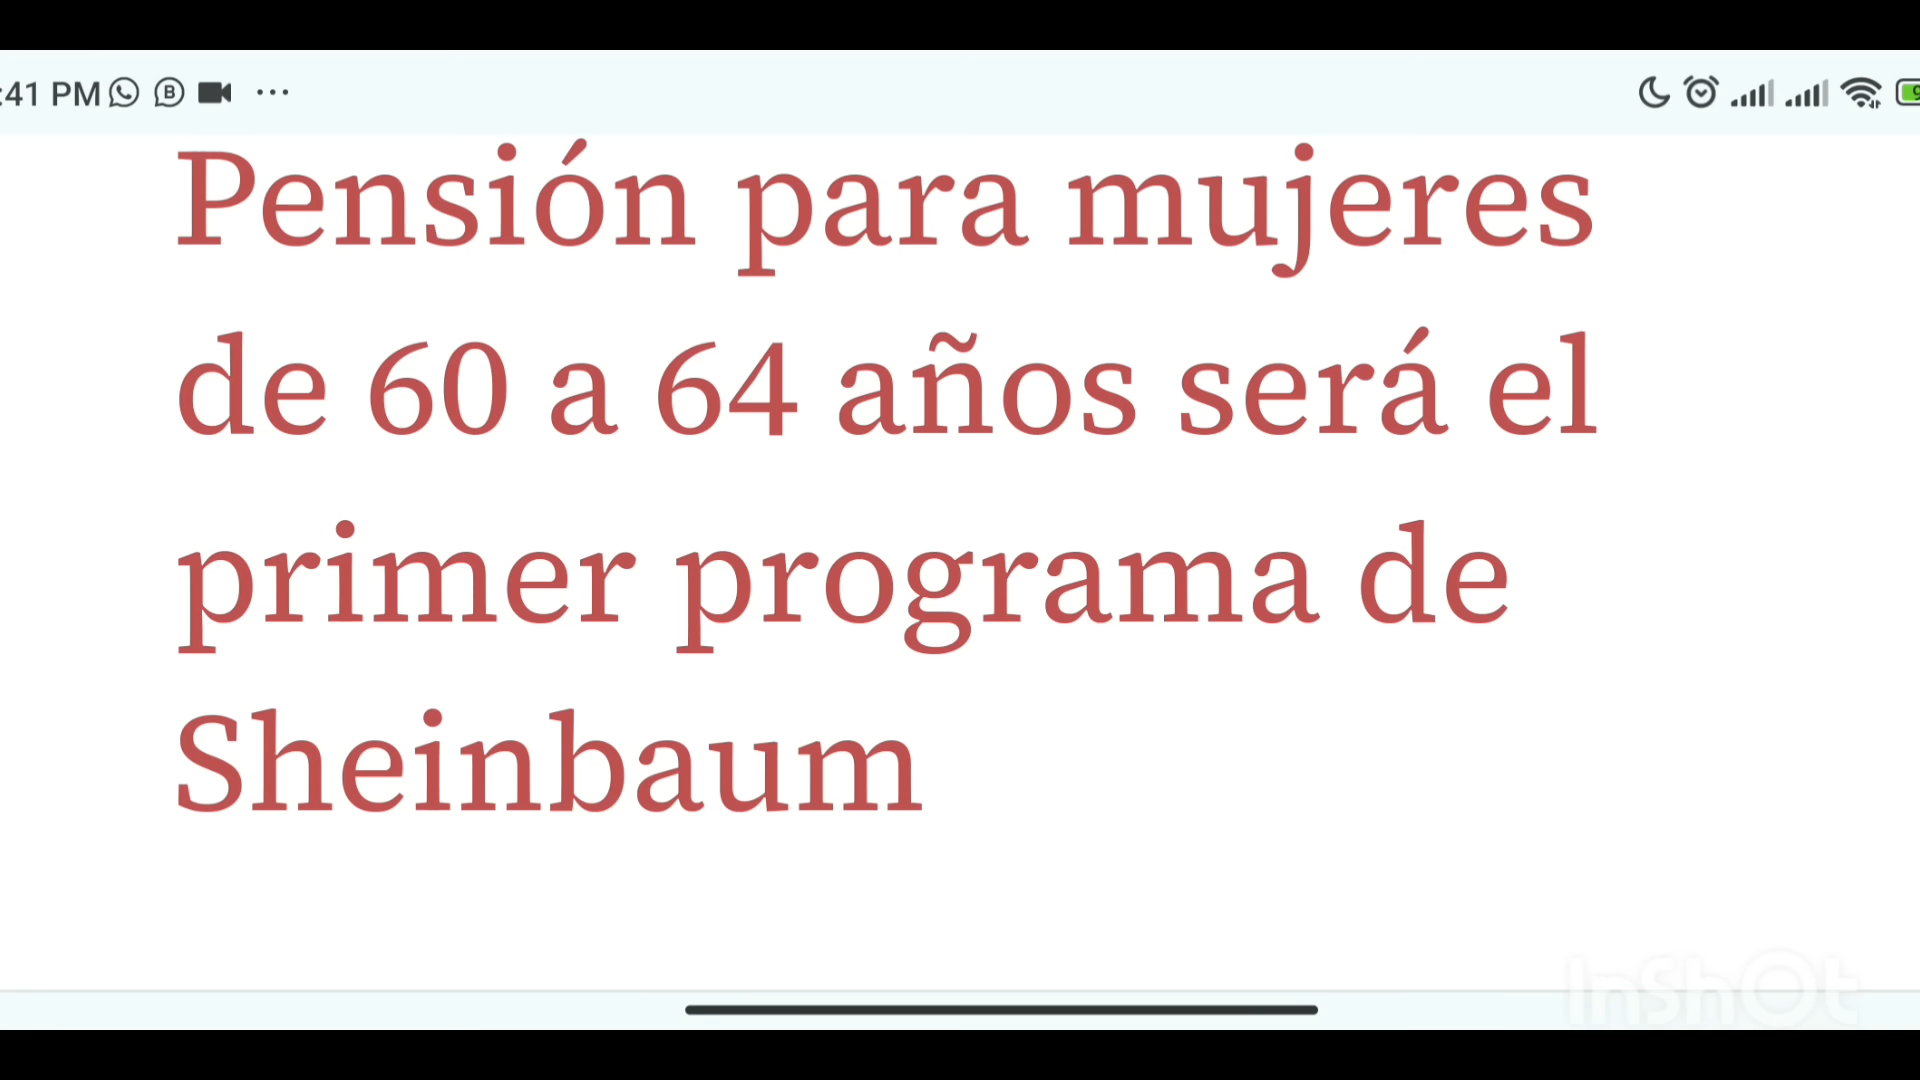 :41 PM
Pensión para mujeres
de 60 a 64 años será el
primer programa de
Sheinbaum
InShOt